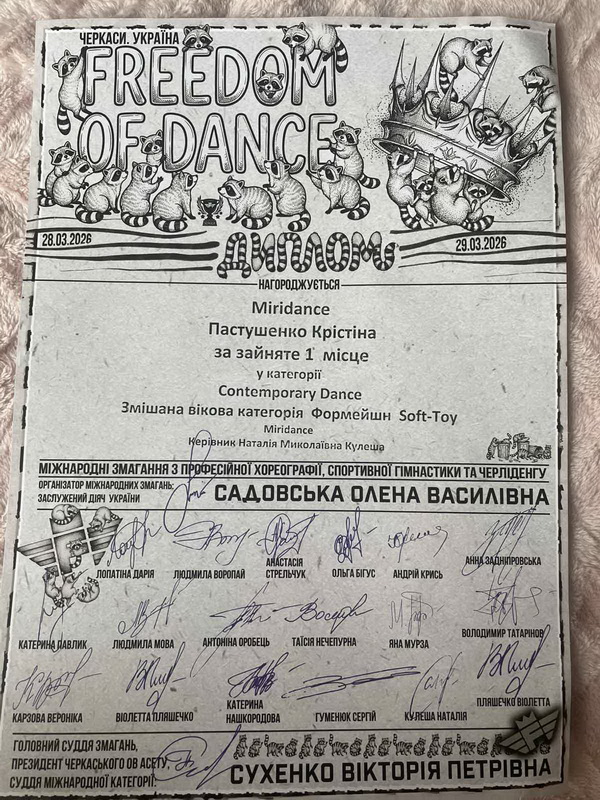 ЧЕРКАСИ. УКРАЇНА
FREEDOM
OF DANCE
28.03.2026
29.03.2026
ДИПЛОМ
НАГОРОДЖУЄТЬСЯ
Miridance
Пастушенко Крістіна
за зайняте 1 місце
у категорії
Contemporary Dance
Змішана вікова категорія Формейшн Soft-Toy
Miridance
Керівник Наталія Миколаївна Кулеша
МІЖНАРОДНІ ЗМАГАННЯ З ПРОФЕСІЙНОЇ ХОРЕОГРАФІЇ, СПОРТИВНОЇ ГІМНАСТИКИ ТА ЧЕРЛІДЕНГУ
ОРГАНІЗАТОР МІЖНАРОДНИХ ЗМАГАНЬ:
ЗАСЛУЖЕНИЙ ДІЯЧ УКРАЇНИ
САДОВСЬКА ОЛЕНА ВАСИЛІВНА
ЛОПАТІНА ДАРІЯ
ЛЮДМИЛА ВОРОПАЙ
АНАСТАСІЯ
СТРЕЛЬЧУК
ОЛЬГА БІГУС
АНДРІЙ КРИСЬ
АННА ЗАДНІПРОВСЬКА
КАТЕРИНА ПАВЛИК
ЛЮДМИЛА МОВА
АНТОНІНА ОРОБЕЦЬ
ТАЇСІЯ НЕЧЕПУРНА
ЯНА МУРЗА
ВОЛОДИМИР ТАТАРІНОВ
КАРЗОВА ВЕРОНІКА
ВІОЛЕТТА ПЛЯШЕЧКО
КАТЕРИНА
НАШКОРОДОВА
ГУМЕНЮК СЕРГІЙ
КУЛЕША НАТАЛІЯ
ПЛЯШЕЧКО ВІОЛЕТТА
ГОЛОВНИЙ СУДДЯ ЗМАГАНЬ,
ПРЕЗИДЕНТ ЧЕРКАСЬКОГО ОВ АСЕТУ,
СУДДЯ МІЖНАРОДНОЇ КАТЕГОРІЇ:
СУХЕНКО ВІКТОРІЯ ПЕТРІВНА